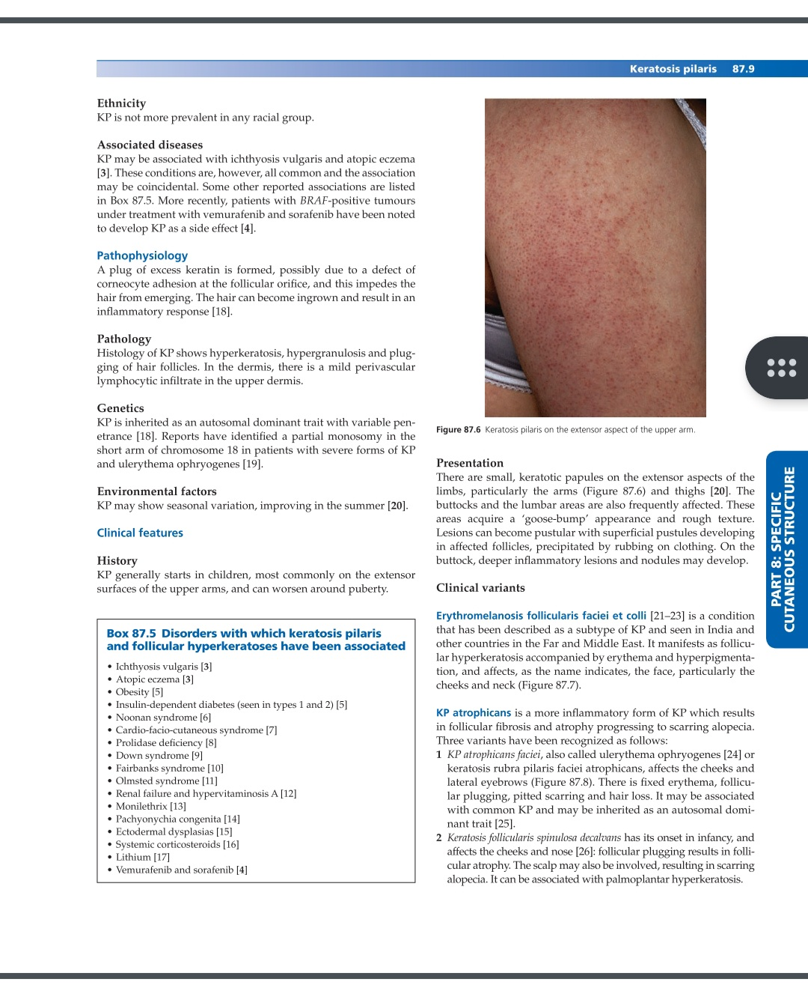 Keratosis pilaris 87.9
Ethnicity
KP is not more prevalent in any racial group.
Associated diseases
KP may be associated with ichthyosis vulgaris and atopic eczema
[3]. These conditions are, however, all common and the association
may be coincidental. Some other reported associations are listed
in Box 87.5. More recently, patients with BRAF-positive tumours
under treatment with vemurafenib and sorafenib have been noted
to develop KP as a side effect [4].
Pathophysiology
A plug of excess keratin is formed, possibly due to a defect of
corneocyte adhesion at the follicular orifice, and this impedes the
hair from emerging. The hair can become ingrown and result in an
inflammatory response [18].
Pathology
Histology of KP shows hyperkeratosis, hypergranulosis and plug-
ging of hair follicles. In the dermis, there is a mild perivascular
lymphocytic infiltrate in the upper dermis.
Genetics
KP is inherited as an autosomal dominant trait with variable pen-
etrance [18]. Reports have identified a partial monosomy in the
short arm of chromosome 18 in patients with severe forms of KP
and ulerythema ophryogenes [19].
Environmental factors
KP may show seasonal variation, improving in the summer [20].
Clinical features
History
KP generally starts in children, most commonly on the extensor
surfaces of the upper arms, and can worsen around puberty.
Box 87.5 Disorders with which keratosis pilaris
and follicular hyperkeratoses have been associated
• Ichthyosis vulgaris [3]
• Atopic eczema [3]
• Obesity [5]
• Insulin-dependent diabetes (seen in types 1 and 2) [5]
• Noonan syndrome [6]
• Cardio-facio-cutaneous syndrome [7]
• Prolidase deficiency [8]
• Down syndrome [9]
• Fairbanks syndrome [10]
• Olmsted syndrome [11]
• Renal failure and hypervitaminosis A [12]
• Monilethrix [13]
• Pachyonychia congenita [14]
• Ectodermal dysplasias [15]
• Systemic corticosteroids [16]
• Lithium [17]
• Vemurafenib and sorafenib [4]
Figure 87.6 Keratosis pilaris on the extensor aspect of the upper arm.
Presentation
There are small, keratotic papules on the extensor aspects of the
limbs, particularly the arms (Figure 87.6) and thighs [20]. The
buttocks and the lumbar areas are also frequently affected. These
areas acquire a ‘goose-bump’ appearance and rough texture.
Lesions can become pustular with superficial pustules developing
in affected follicles, precipitated by rubbing on clothing. On the
buttock, deeper inflammatory lesions and nodules may develop.
Clinical variants
Erythromelanosis follicularis faciei et colli [21–23] is a condition
that has been described as a subtype of KP and seen in India and
other countries in the Far and Middle East. It manifests as follicu-
lar hyperkeratosis accompanied by erythema and hyperpigmenta-
tion, and affects, as the name indicates, the face, particularly the
cheeks and neck (Figure 87.7).
KP atrophicans is a more inflammatory form of KP which results
in follicular fibrosis and atrophy progressing to scarring alopecia.
Three variants have been recognized as follows:
1 KP atrophicans faciei, also called ulerythema ophryogenes [24] or
keratosis rubra pilaris faciei atrophicans, affects the cheeks and
lateral eyebrows (Figure 87.8). There is fixed erythema, follicu-
lar plugging, pitted scarring and hair loss. It may be associated
with common KP and may be inherited as an autosomal domi-
nant trait [25].
2 Keratosis follicularis spinulosa decalvans has its onset in infancy, and
affects the cheeks and nose [26]: follicular plugging results in folli-
cular atrophy. The scalp may also be involved, resulting in scarring
alopecia. It can be associated with palmoplantar hyperkeratosis.
PART 8: SPECIFIC
CUTANEOUS STRUCTURE